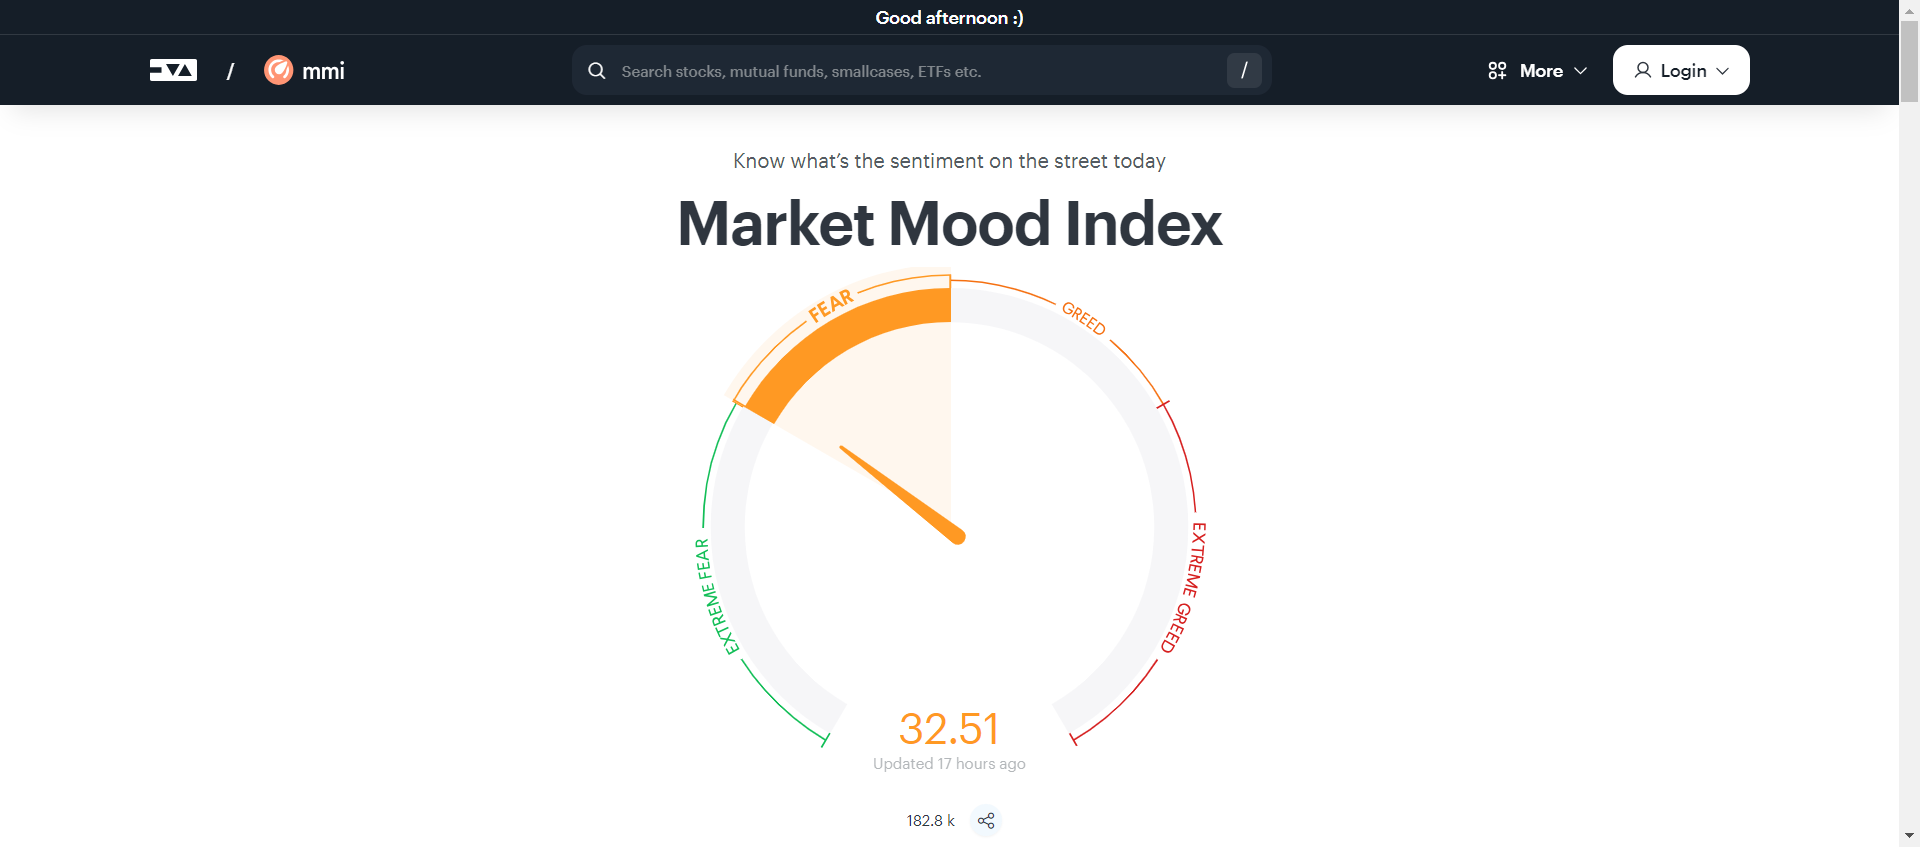 Good afternoon :)
/
mmi
Search stocks, mutual funds, smallcases, ETFs etc.
/
More
Login
Know what’s the sentiment on the street today
Market Mood Index
FEAR
GREED
EXTREME FEAR
EXTREME GREED
32.51
Updated 17 hours ago
182.8 k